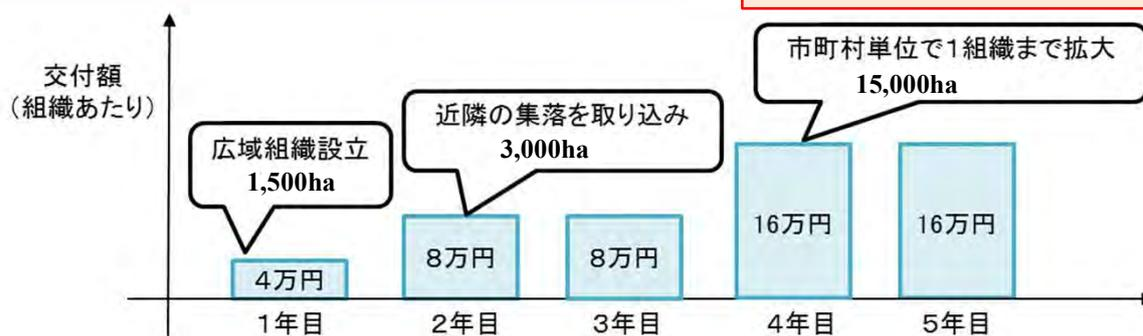 交付額
(組織あたり)
広域組織設立
1,500ha
近隣の集落を取り込み
3,000ha
市町村単位で1組織まで拡大
15,000ha
4万円
8万円
8万円
16万円
16万円
1年目
2年目
3年目
4年目
5年目